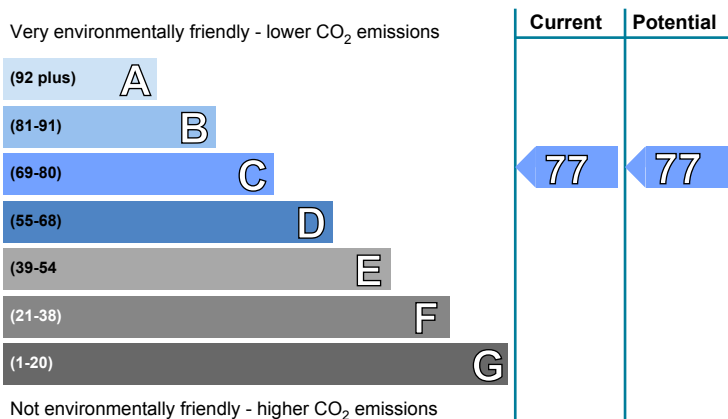 Current Potential
Very environmentally friendly - lower CO2 emissions
(92 plus) A
(81-91) B
(69-80) C 77 77
(55-68) D
(39-54 E
(21-38) F
(1-20) G
Not environmentally friendly - higher CO2 emissions